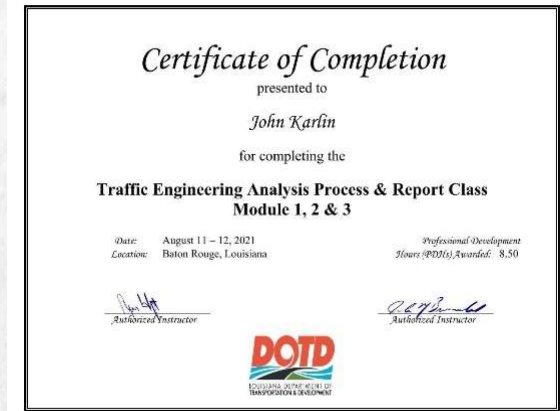 Certificate of Completion
presented to
John Karlin
for completing the
Traffic Engineering Analysis Process & Report Class
Module 1, 2 & 3
Date: August 11 – 12, 2021
Location: Baton Rouge, Louisiana
Professional Development
Hours (PDHs) Awarded: 8.50
Authorized Instructor
Authorized Instructor
DOTD
LOUISIANA DEPARTMENT OF
TRANSPORTATION & DEVELOPMENT